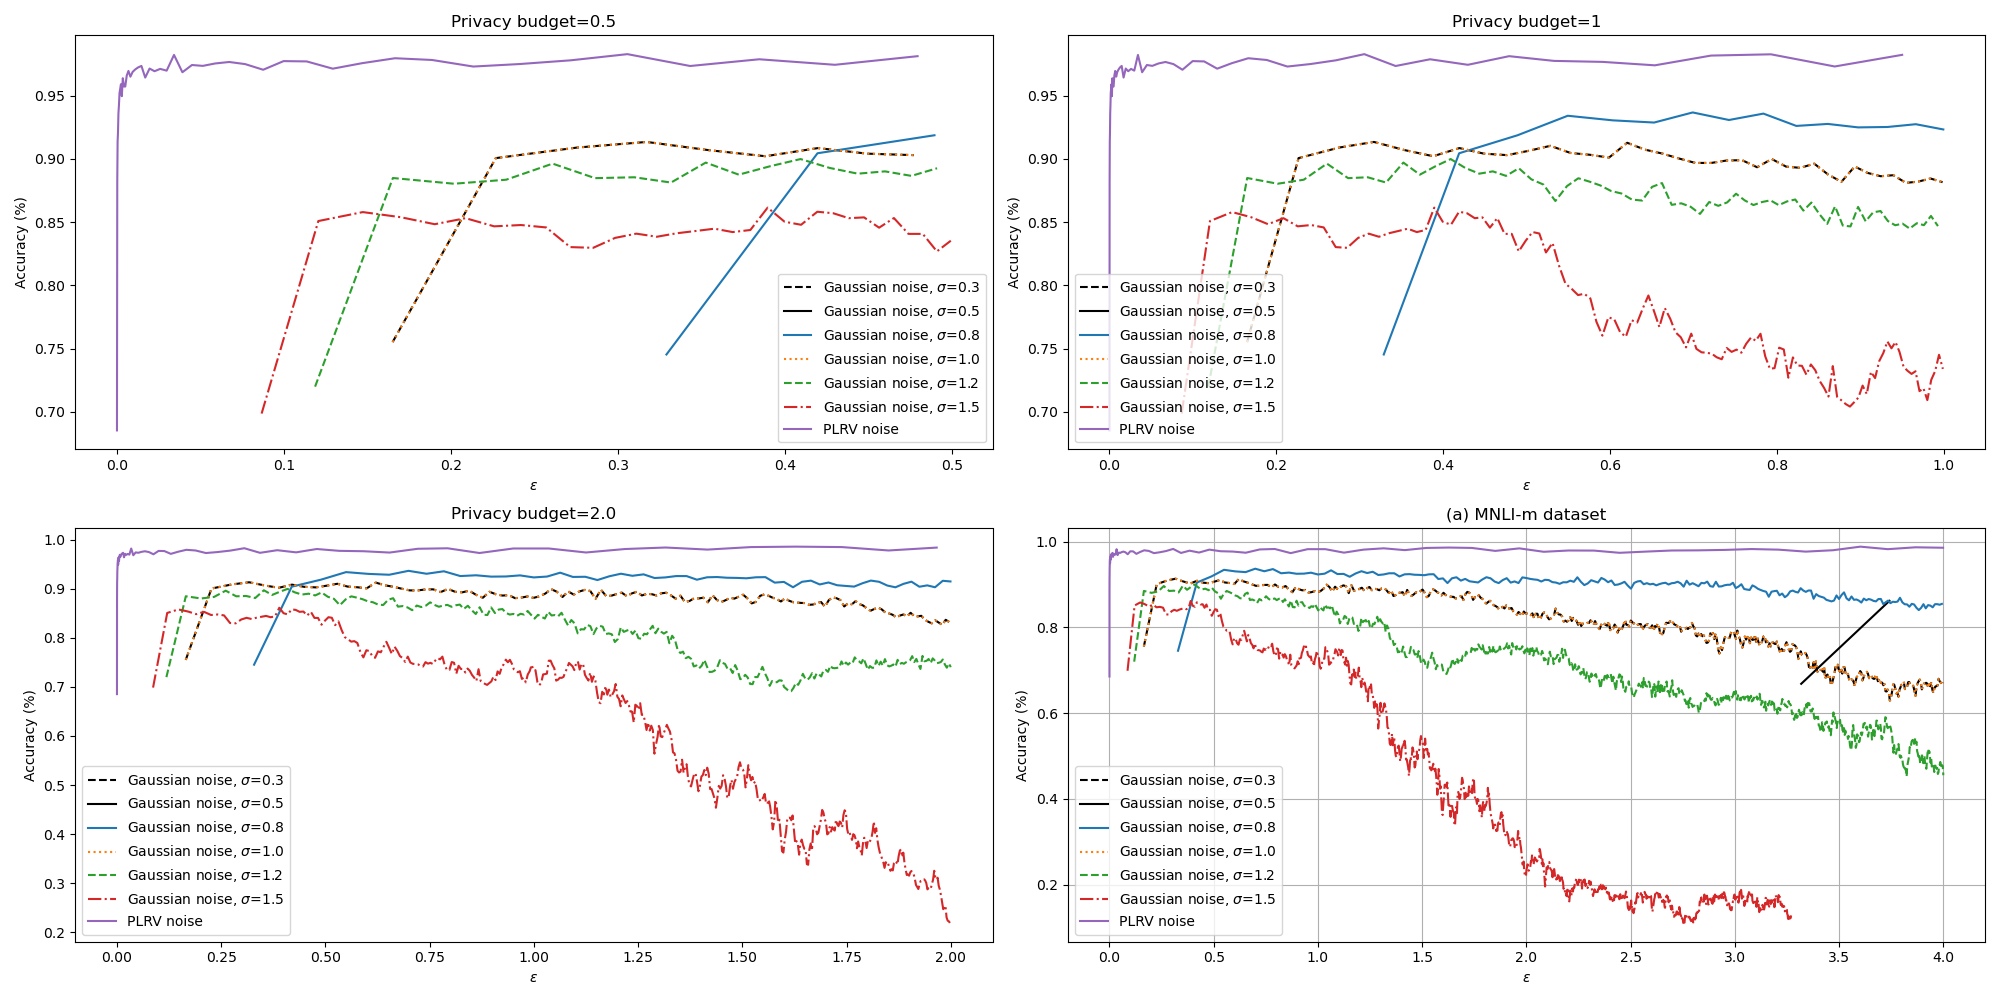 Privacy budget=0.5
Accuracy (%)
0.95
0.90
0.85
0.80
0.75
0.70
0.0 0.1 0.2 0.3 0.4 0.5
ε
Gaussian noise, σ=0.3
Gaussian noise, σ=0.5
Gaussian noise, σ=0.8
Gaussian noise, σ=1.0
Gaussian noise, σ=1.2
Gaussian noise, σ=1.5
PLRV noise
Privacy budget=1
Accuracy (%)
0.95
0.90
0.85
0.80
0.75
0.70
0.0 0.2 0.4 0.6 0.8 1.0
ε
Gaussian noise, σ=0.3
Gaussian noise, σ=0.5
Gaussian noise, σ=0.8
Gaussian noise, σ=1.0
Gaussian noise, σ=1.2
Gaussian noise, σ=1.5
PLRV noise
Privacy budget=2.0
Accuracy (%)
1.0
0.9
0.8
0.7
0.6
0.5
0.4
0.3
0.2
0.00 0.25 0.50 0.75 1.00 1.25 1.50 1.75 2.00
ε
Gaussian noise, σ=0.3
Gaussian noise, σ=0.5
Gaussian noise, σ=0.8
Gaussian noise, σ=1.0
Gaussian noise, σ=1.2
Gaussian noise, σ=1.5
PLRV noise
(a) MNLI-m dataset
Accuracy (%)
1.0
0.8
0.6
0.4
0.2
0.0 0.5 1.0 1.5 2.0 2.5 3.0 3.5 4.0
ε
Gaussian noise, σ=0.3
Gaussian noise, σ=0.5
Gaussian noise, σ=0.8
Gaussian noise, σ=1.0
Gaussian noise, σ=1.2
Gaussian noise, σ=1.5
PLRV noise